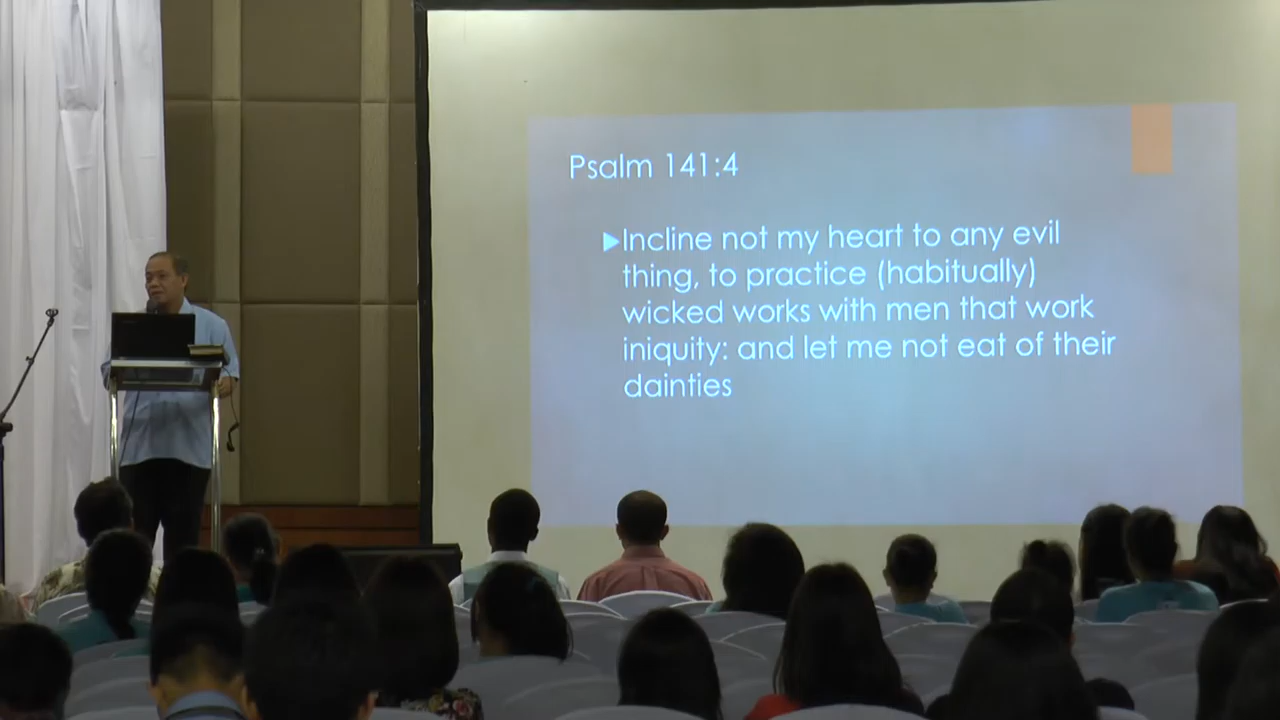 Psalm 141:4
▶Incline not my heart to any evil
thing, to practice (habitually)
wicked works with men that work
iniquity: and let me not eat of their
dainties